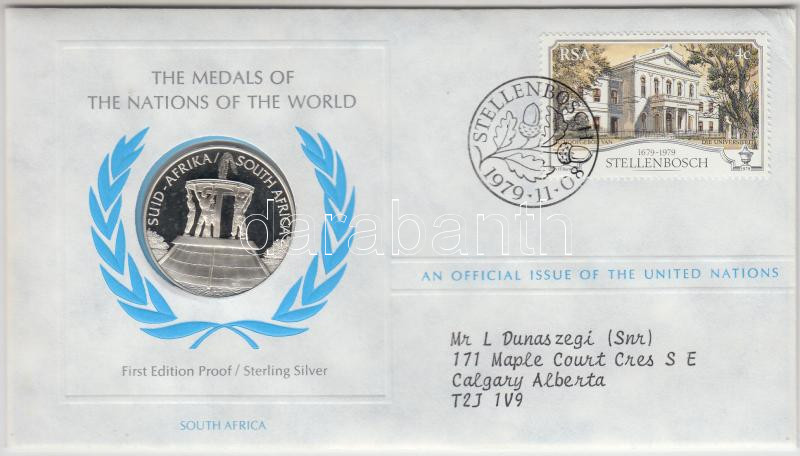 THE MEDALS OF
THE NATIONS OF THE WORLD
SUID-AFRIKA/SOUTH AFRICA
First Edition Proof / Sterling Silver
SOUTH AFRICA
STELLENBOSCH
1979-11-08
RSA 4c
DIE UNIVERSITEIT
1679-1979
STELLENBOSCH
AN OFFICIAL ISSUE OF THE UNITED NATIONS
Mr L Dunaszegi (Snr)
171 Maple Court Cres S E
Calgary Alberta
T2J 1V9
darabanth